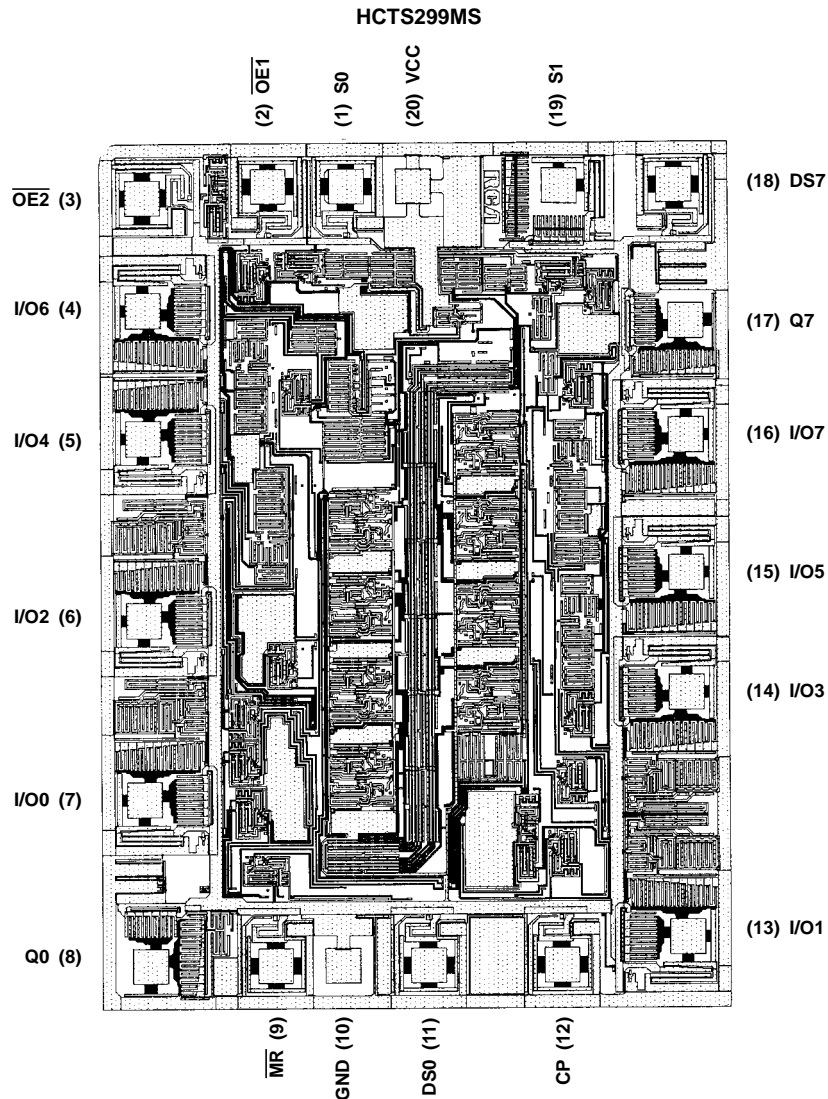 HCTS299MS
OE1 (2)
(1) S0
(20) VCC
(19) S1
OE2 (3)
(18) DS7
RCA
I/O6 (4)
(17) Q7
I/O4 (5)
(16) I/O7
(15) I/O5
I/O2 (6)
(14) I/O3
I/O0 (7)
(13) I/O1
Q0 (8)
MR (9)
GND (10)
DS0 (11)
CP (12)